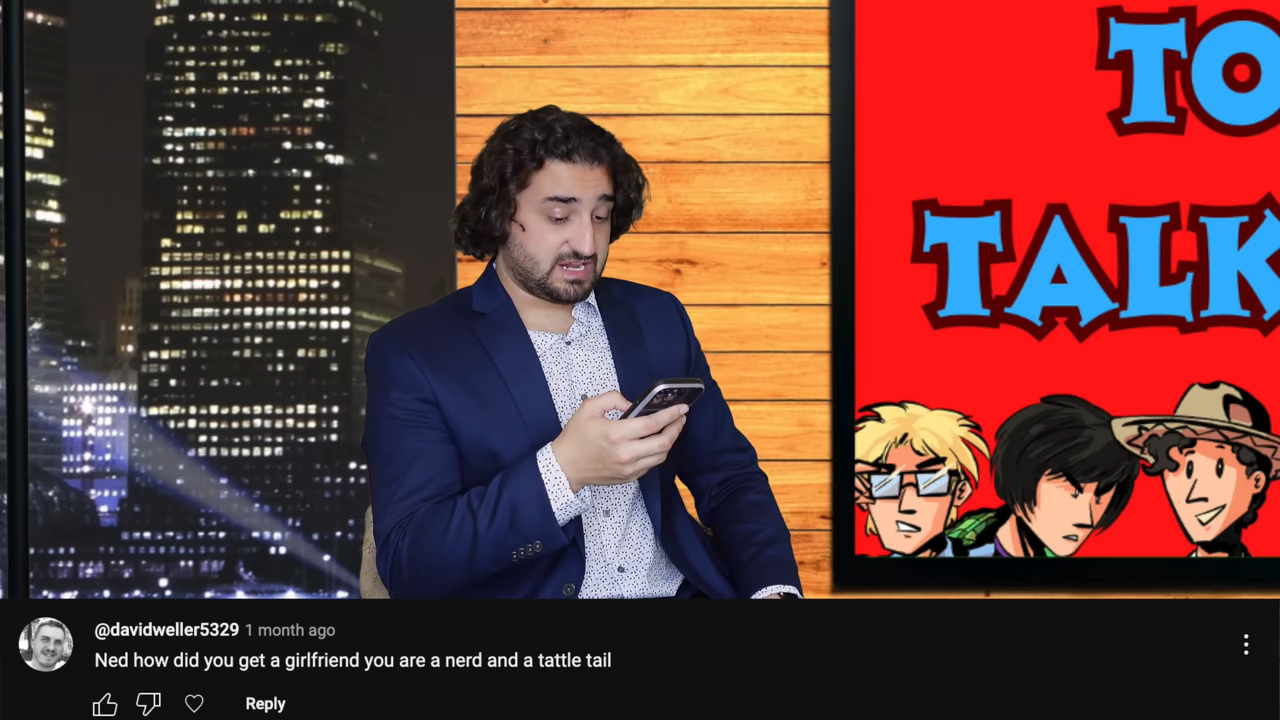 TO
TALK
@davidweller5329 1 month ago
Ned how did you get a girlfriend you are a nerd and a tattle tail
Reply